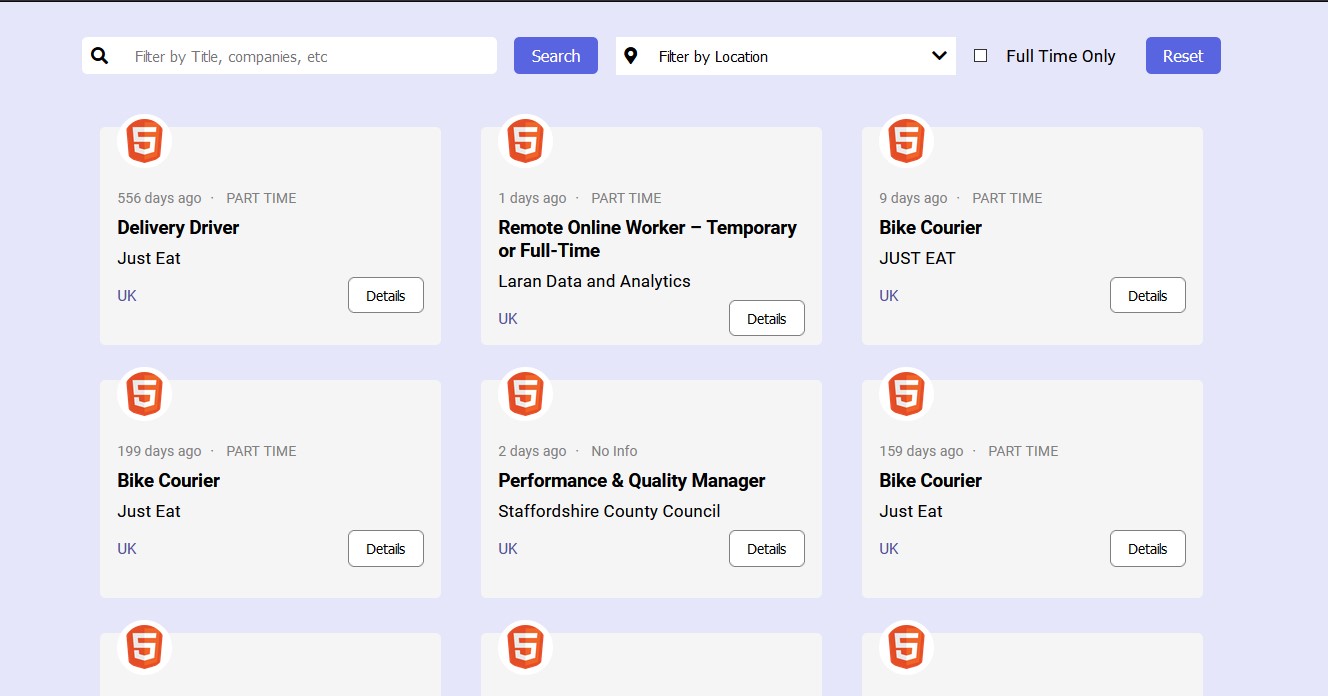 Filter by Title, companies, etc
Search
Filter by Location
Full Time Only
Reset
556 days ago · PART TIME
Delivery Driver
Just Eat
UK
Details
1 days ago · PART TIME
Remote Online Worker – Temporary
or Full-Time
Laran Data and Analytics
UK
Details
9 days ago · PART TIME
Bike Courier
JUST EAT
UK
Details
199 days ago · PART TIME
Bike Courier
Just Eat
UK
Details
2 days ago · No Info
Performance & Quality Manager
Staffordshire County Council
UK
Details
159 days ago · PART TIME
Bike Courier
Just Eat
UK
Details